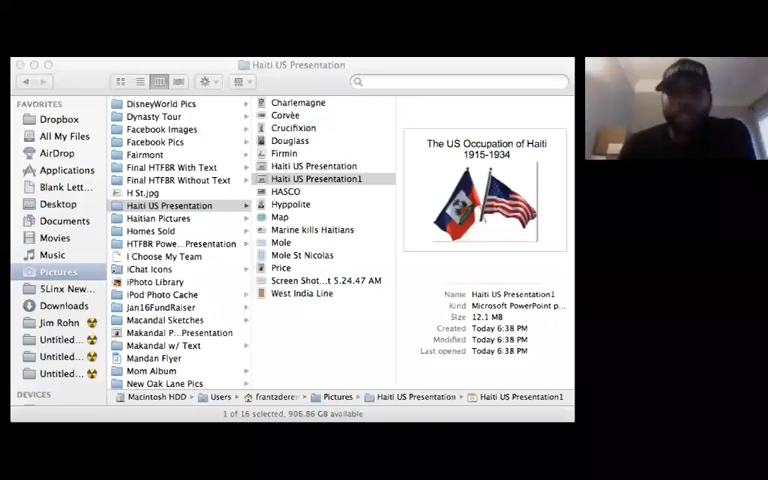 Haiti US Presentation
FAVORITES
Dropbox
All My Files
AirDrop
Applications
Blank Lett...
Desktop
Documents
Movies
Music
Pictures
5Linx New...
Downloads
Jim Rohn
Untitled...
Untitled...
Untitled...
DEVICES
DisneyWorld Pics
Dynasty Tour
Facebook Images
Facebook Pics
Fairmont
Final HTFBR With Text
Final HTFBR Without Text
H St.jpg
Haiti US Presentation
Haitian Pictures
Homes Sold
HTFBR Powe...Presentation
I Choose My Team
iChat Icons
iPhoto Library
iPod Photo Cache
Jan16FundRaiser
Macandal Sketches
Makandal P...Presentation
Makandal w/ Text
Mandan Flyer
Mom Album
New Oak Lane Pics
Charlemagne
Corvèe
Crucifixion
Douglass
Firmin
Haiti US Presentation
Haiti US Presentation1
HASCO
Hyppolite
Map
Marine kills Haitians
Mole
Mole St Nicolas
Price
Screen Shot...t 5.24.47 AM
West India Line
The US Occupation of Haiti
1915-1934
Name Haiti US Presentation1
Kind Microsoft PowerPoint p...
Size 12.1 MB
Created Today 6:38 PM
Modified Today 6:38 PM
Last opened Today 6:38 PM
Macintosh HDD Users frantzdere Pictures Haiti US Presentation Haiti US Presentation1
1 of 16 selected, 906.86 GB available